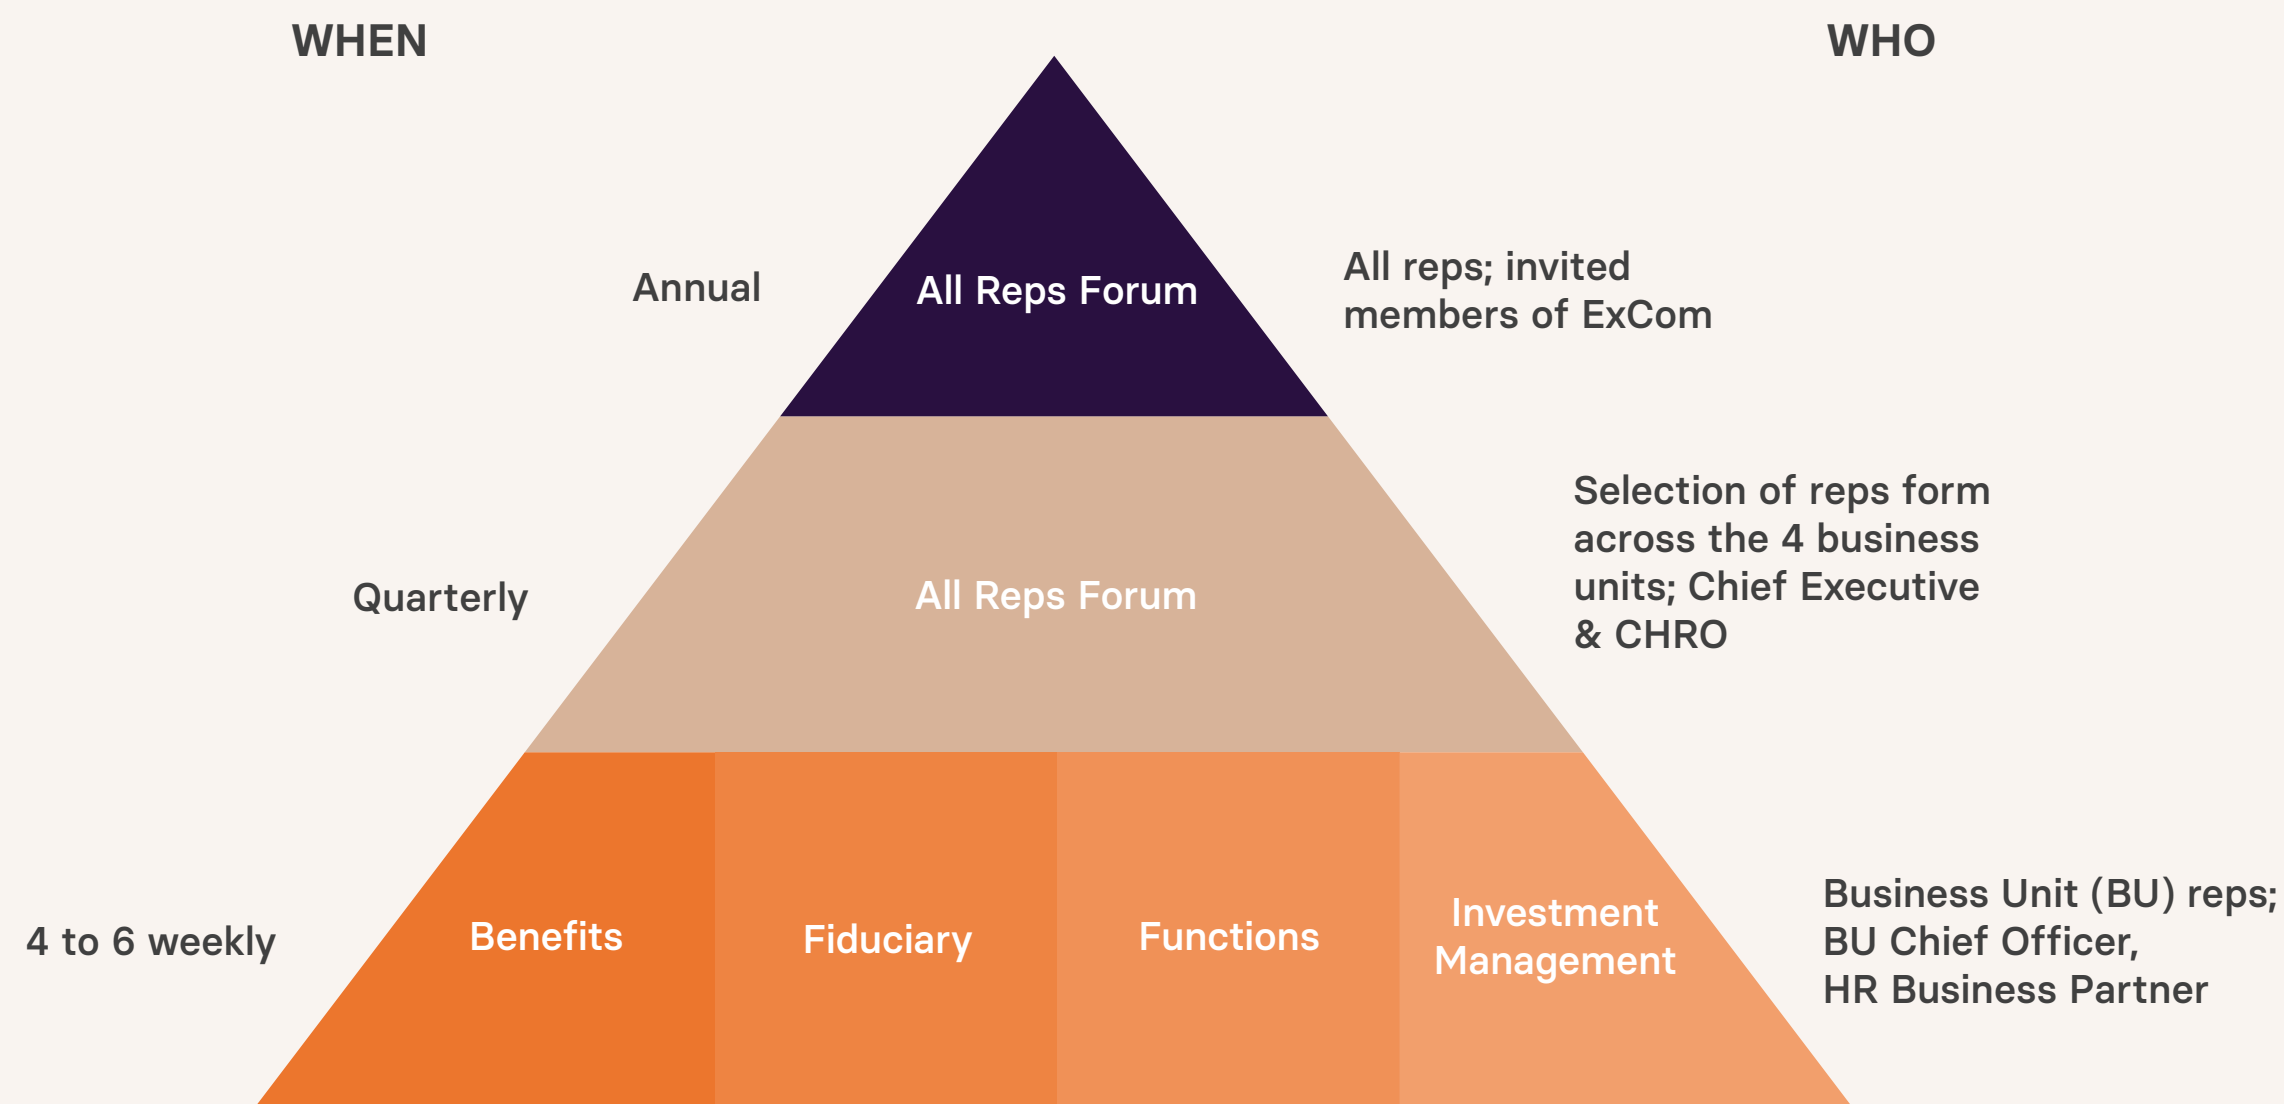 WHEN
WHO
Annual
All Reps Forum
All reps; invited
members of ExCom
Quarterly
All Reps Forum
Selection of reps form
across the 4 business
units; Chief Executive
& CHRO
4 to 6 weekly
Benefits
Fiduciary
Functions
Investment
Management
Business Unit (BU) reps;
BU Chief Officer,
HR Business Partner